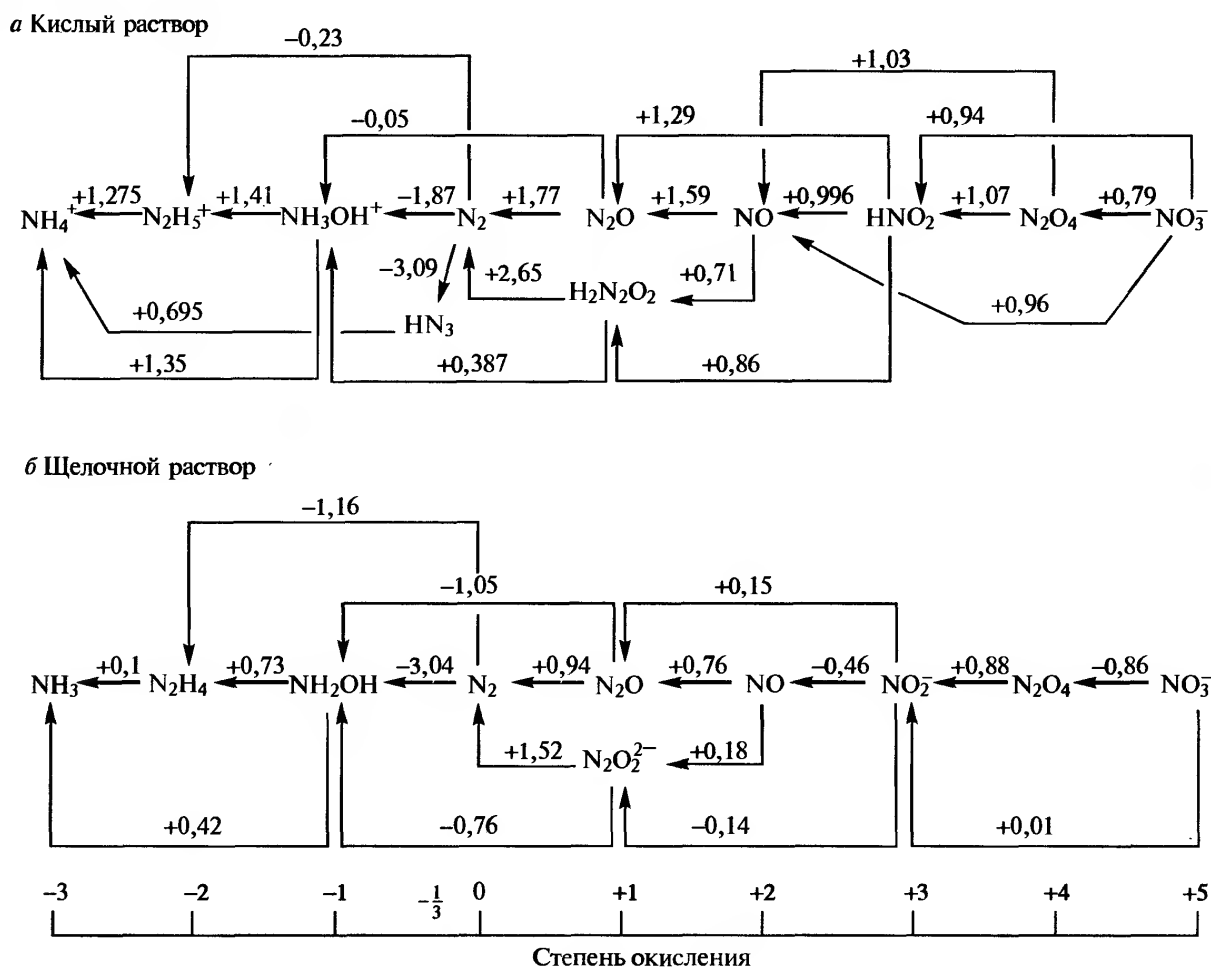 а Кислый раствор
−0,23
+1,03
−0,05 +1,29 +0,94
+1,275 +1,41 −1,87 +1,77 +1,59 +0,996 +1,07 +0,79
NH₄⁺ N₂H₅⁺ NH₃OH⁺ N₂ N₂O NO HNO₂ N₂O₄ NO₃⁻
−3,09 +2,65 H₂N₂O₂ +0,71
+0,695 HN₃ +0,96
+1,35 +0,387 +0,86
б Щелочной раствор
−1,16
−1,05 +0,15
+0,1 +0,73 −3,04 +0,94 +0,76 −0,46 +0,88 −0,86
NH₃ N₂H₄ NH₂OH N₂ N₂O NO NO₂⁻ N₂O₄ NO₃⁻
+1,52 N₂O₂²⁻ +0,18
+0,42 −0,76 −0,14 +0,01
−3 −2 −1 −1/3 0 +1 +2 +3 +4 +5
Степень окисления